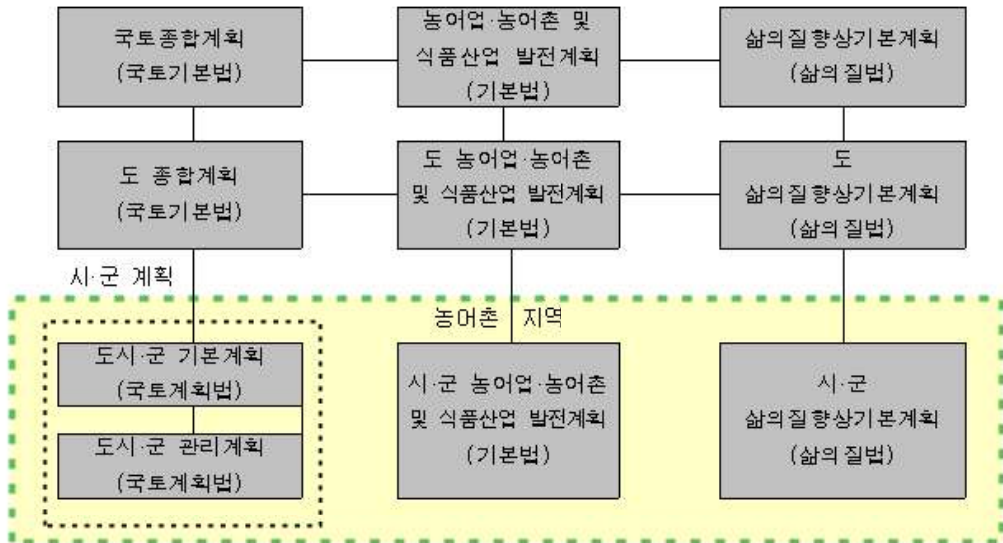 국토종합계획
(국토기본법)
농어업·농어촌 및
식품산업 발전계획
(기본법)
삶의질향상기본계획
(삶의질법)
도 종합계획
(국토기본법)
도 농어업·농어촌
및 식품산업 발전계획
(기본법)
도
삶의질향상기본계획
(삶의질법)
시·군 계획
농어촌 지역
도시·군 기본계획
(국토계획법)
도시·군 관리계획
(국토계획법)
시·군 농어업·농어촌
및 식품산업 발전계획
(기본법)
시·군
삶의질향상기본계획
(삶의질법)